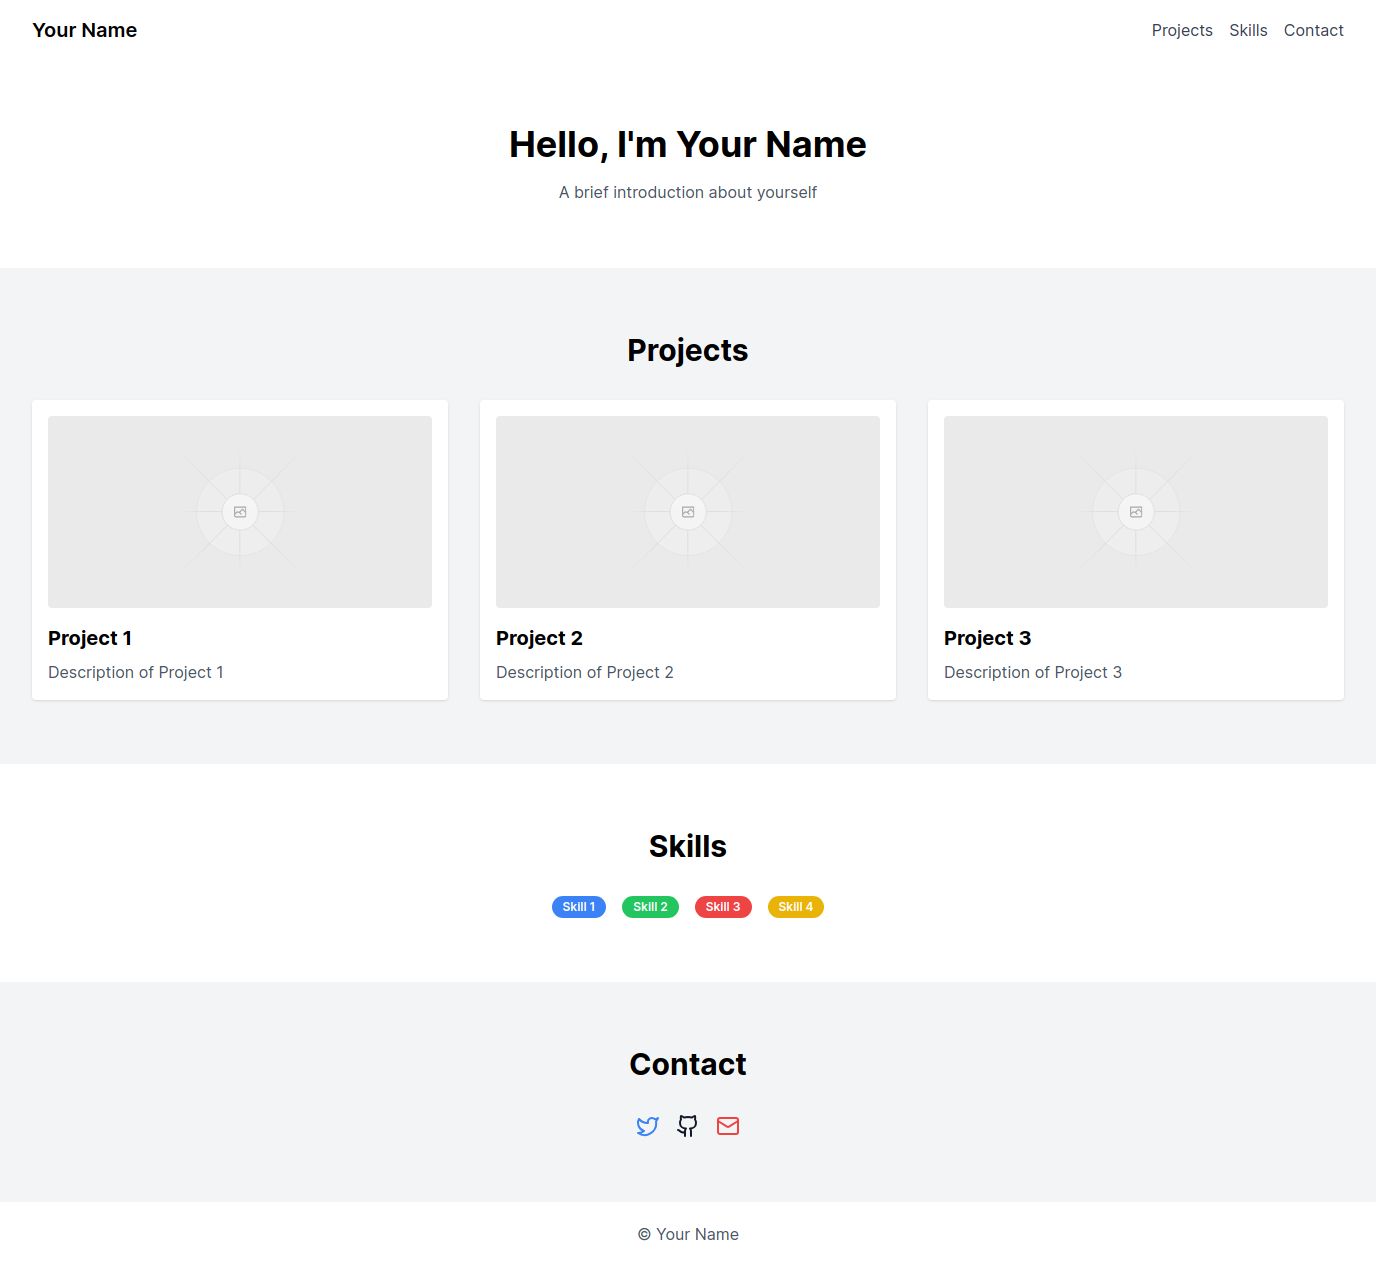 Your Name
Projects Skills Contact
Hello, I'm Your Name
A brief introduction about yourself
Projects
Project 1
Description of Project 1
Project 2
Description of Project 2
Project 3
Description of Project 3
Skills
Skill 1 Skill 2 Skill 3 Skill 4
Contact
© Your Name